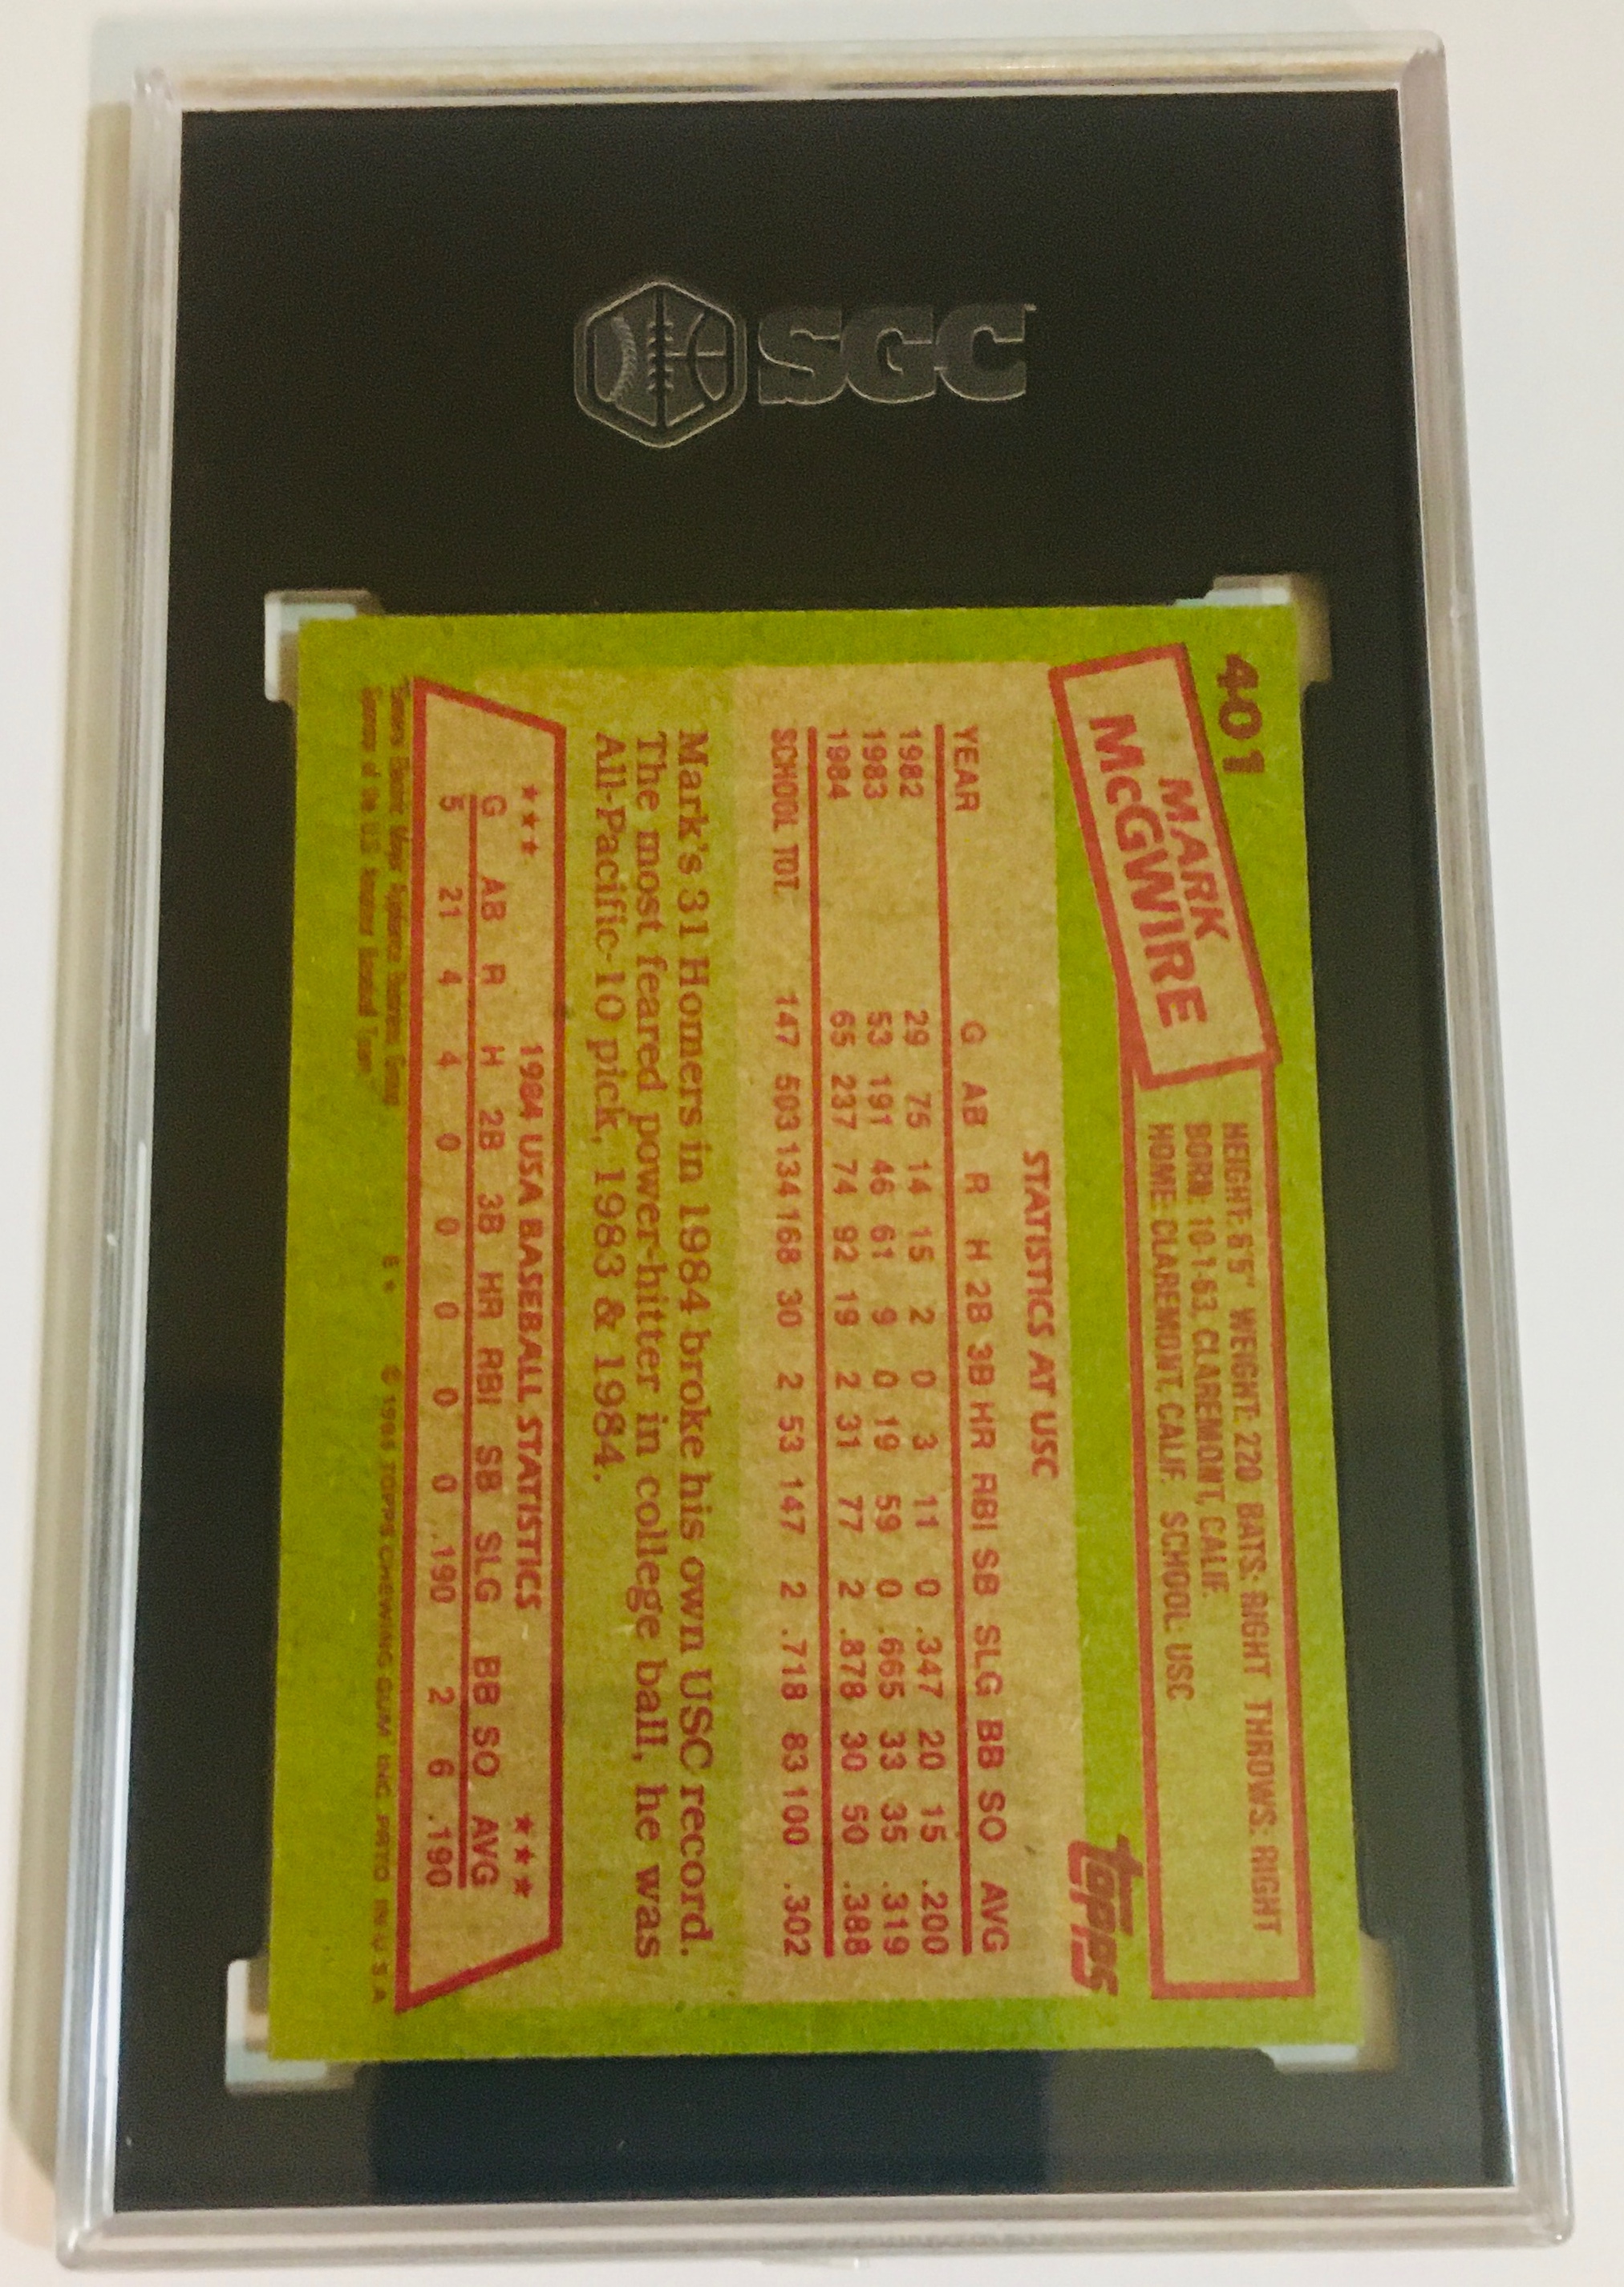 SGC
401
MARK
McGWIRE
HEIGHT: 6'5" WEIGHT: 220 BATS: RIGHT THROWS: RIGHT
BORN: 10-1-63, CLAREMONT, CALIF.
HOME: CLAREMONT, CALIF. SCHOOL: USC
topps
STATISTICS AT USC
YEAR G AB R H 2B 3B HR RBI SB SLG BB SO AVG
1982 29 75 14 15 2 0 3 11 0 .347 20 15 .200
1983 53 191 46 61 9 0 19 59 0 .665 33 35 .319
1984 65 237 74 92 19 2 31 77 2 .878 30 50 .388
SCHOOL TOT. 147 503 134 168 30 2 53 147 2 .718 83 100 .302
Mark's 31 Homers in 1984 broke his own USC record.
The most feared power-hitter in college ball, he was
All-Pacific-10 pick, 1983 & 1984.
★★★ 1984 USA BASEBALL STATISTICS ★★★
G AB R H 2B 3B HR RBI SB SLG BB SO AVG
5 21 4 4 0 0 0 0 0 .190 2 6 .190
© 1985 TOPPS CHEWING GUM, INC. PRTD. IN U.S.A.